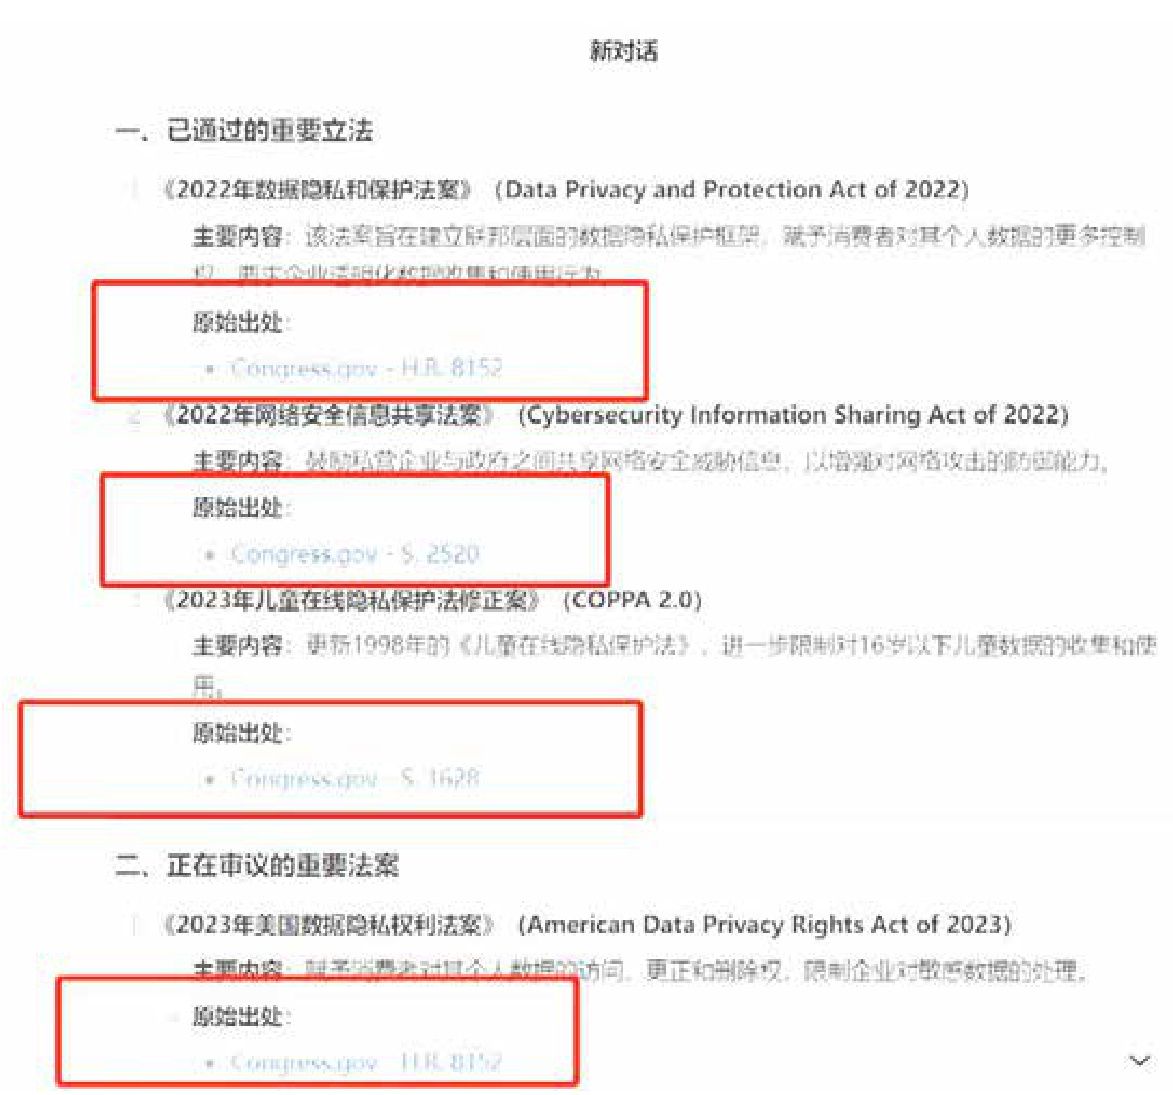 新对话
一、已通过的重要立法
《2022年数据隐私和保护法案》（Data Privacy and Protection Act of 2022）
主要内容：该法案旨在建立联邦层面的数据隐私保护框架，赋予消费者对其个人数据的更多控制
权，要求企业透明化数据收集和使用行为。
原始出处：
• Congress.gov - H.R. 8152
2. 《2022年网络安全信息共享法案》（Cybersecurity Information Sharing Act of 2022）
主要内容：鼓励私营企业与政府之间共享网络安全威胁信息，以增强对网络攻击的防御能力。
原始出处：
• Congress.gov - S. 2520
《2023年儿童在线隐私保护法修正案》（COPPA 2.0）
主要内容：更新1998年的《儿童在线隐私保护法》，进一步限制对16岁以下儿童数据的收集和使
用。
原始出处：
• Congress.gov - S. 1628
二、正在审议的重要法案
《2023年美国数据隐私权利法案》（American Data Privacy Rights Act of 2023）
主要内容：赋予消费者对其个人数据的访问、更正和删除权，限制企业对敏感数据的处理。
原始出处：
• Congress.gov - H.R. 8152